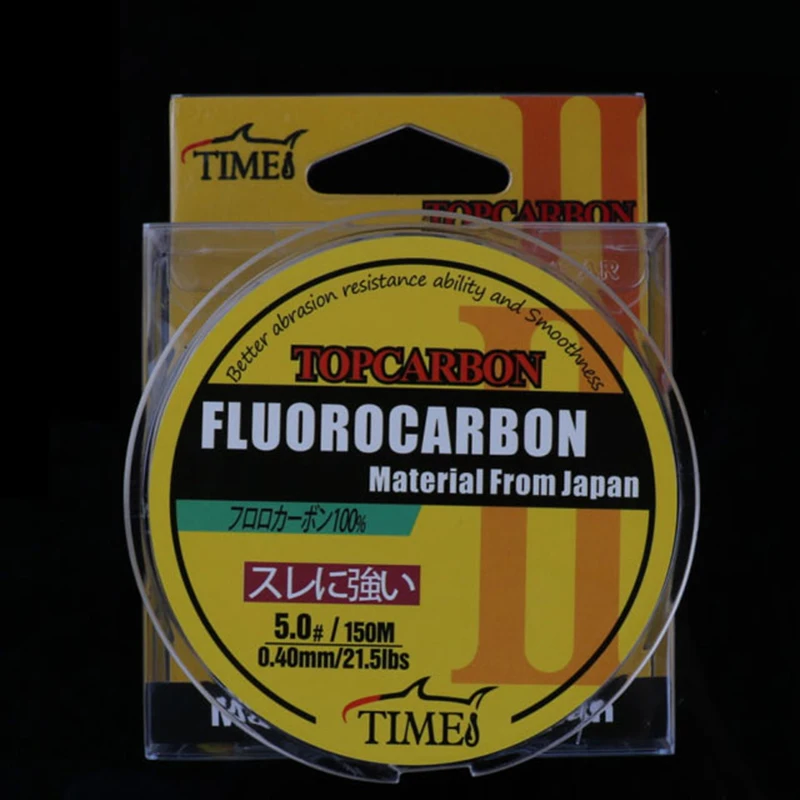 TIMES
TOPCARBON
Better abrasion resistance ability and Smoothness
TOPCARBON
II
FLUOROCARBON
Material From Japan
フロロカーボン100%
スレに強い
5.0# / 150M
0.40mm/21.5lbs
TIMES